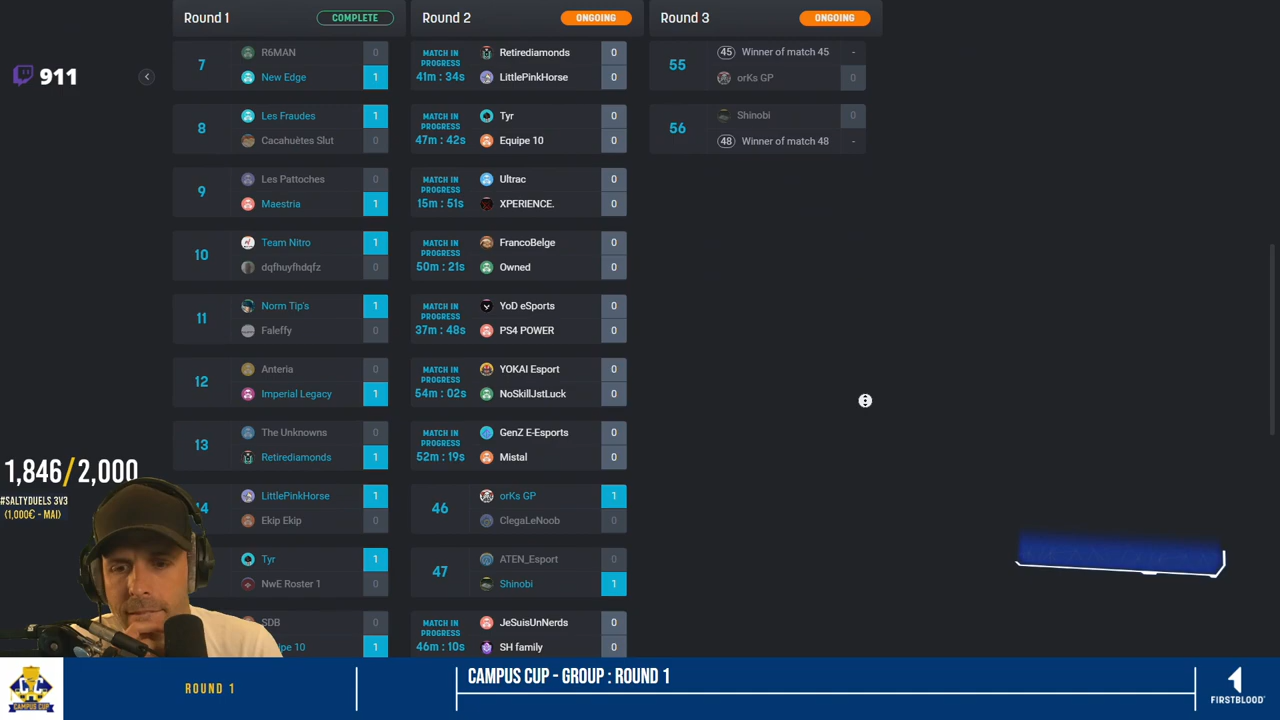 Round 1 COMPLETE
Round 2 ONGOING
Round 3 ONGOING
911
7
R6MAN 0
New Edge 1
8
Les Fraudes 1
Cacahuètes Slut 0
9
Les Pattoches 0
Maestria 1
10
Team Nitro 1
dqfhuyfhdqfz 0
11
Norm Tip's 1
Faleffy 0
12
Anteria 0
Imperial Legacy 1
13
The Unknowns 0
Retirediamonds 1
14
LittlePinkHorse 1
Ekip Ekip 0
Tyr 1
NwE Roster 1 0
SDB 0
ipe 10 1
MATCH IN
PROGRESS
41m : 34s
Retirediamonds 0
LittlePinkHorse 0
MATCH IN
PROGRESS
47m : 42s
Tyr 0
Equipe 10 0
MATCH IN
PROGRESS
15m : 51s
Ultrac 0
XPERIENCE. 0
MATCH IN
PROGRESS
50m : 21s
FrancoBelge 0
Owned 0
MATCH IN
PROGRESS
37m : 48s
YoD eSports 0
PS4 POWER 0
MATCH IN
PROGRESS
54m : 02s
YOKAI Esport 0
NoSkillJstLuck 0
MATCH IN
PROGRESS
52m : 19s
GenZ E-Esports 0
Mistal 0
46
orKs GP 1
ClegaLeNoob 0
47
ATEN_Esport 0
Shinobi 1
MATCH IN
PROGRESS
46m : 10s
JeSuisUnNerds 0
SH family 0
55
45 Winner of match 45 -
orKs GP 0
56
Shinobi 0
48 Winner of match 48 -
1,846/2,000
#SALTYDUELS 3V3
(1,000€ - MAI)
CAMPUS CUP
ROUND 1
CAMPUS CUP - GROUP : ROUND 1
FIRSTBLOOD